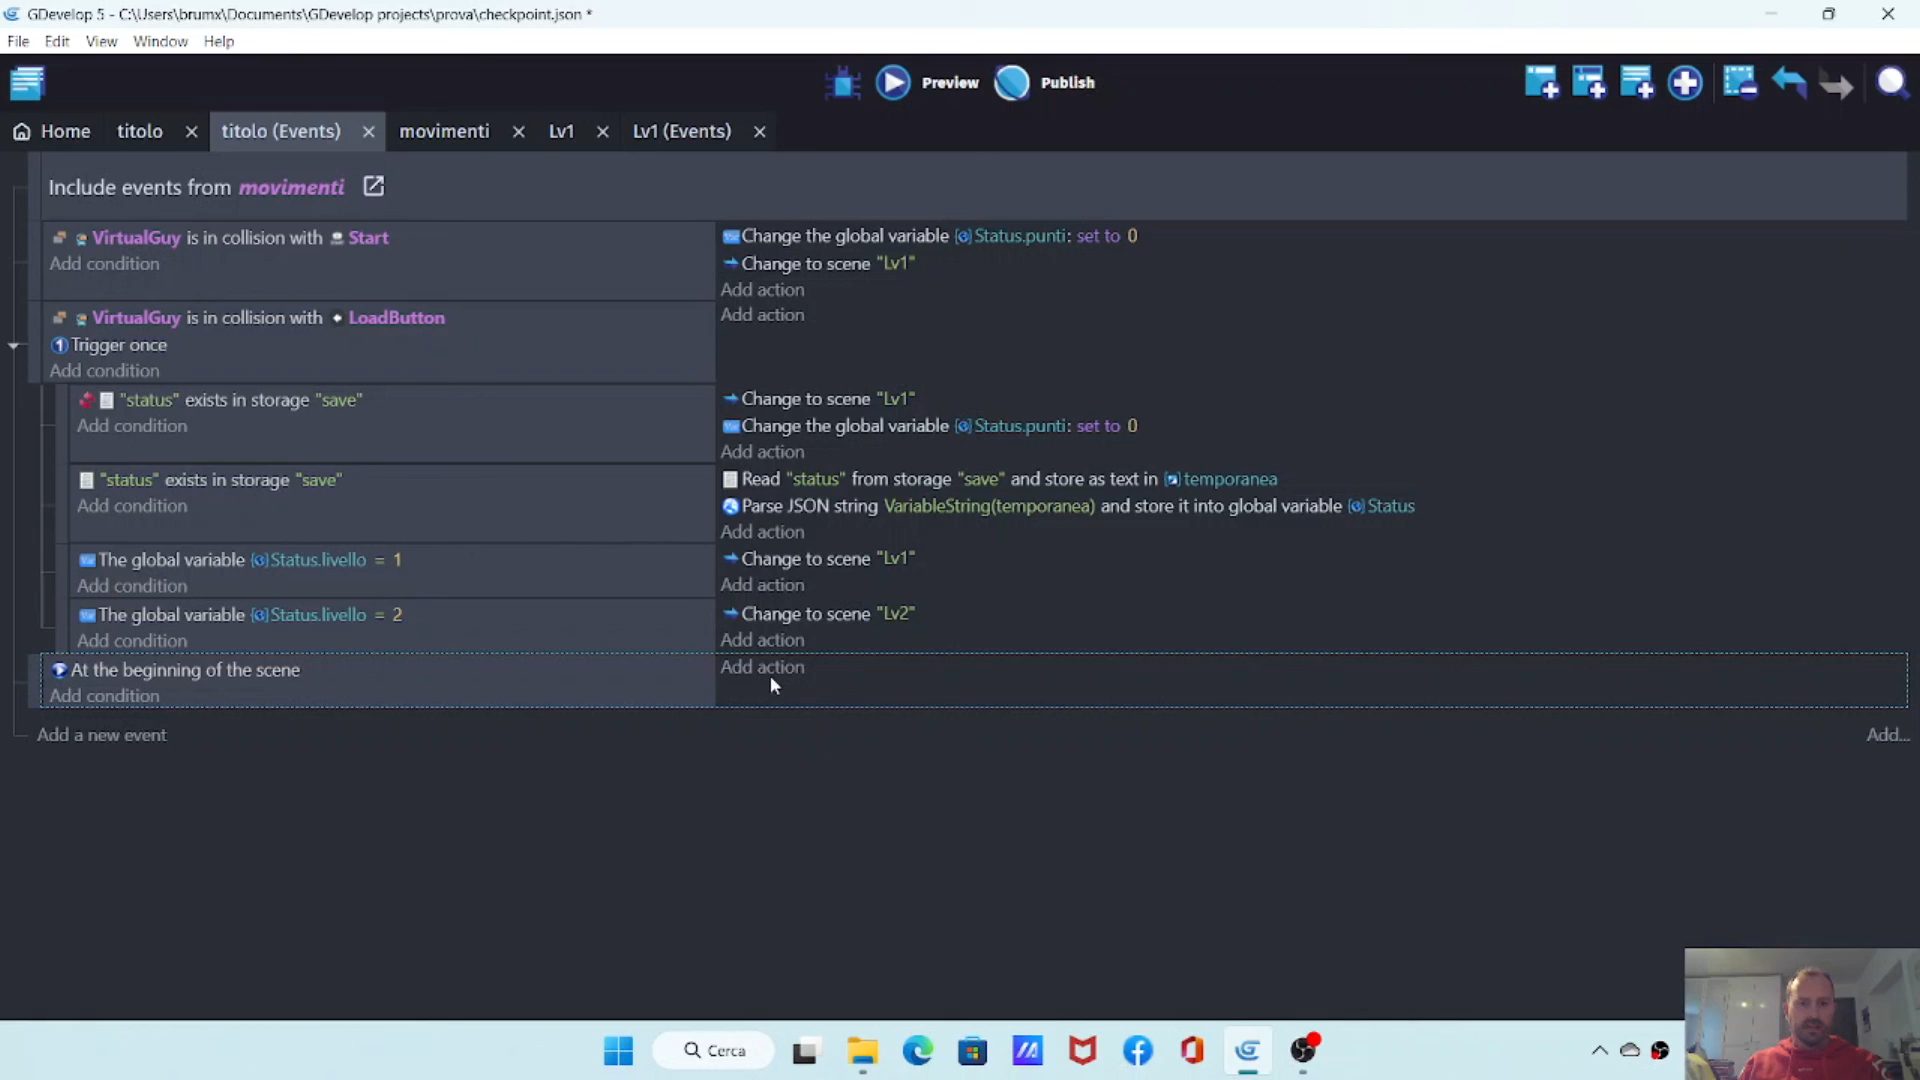 GDevelop 5 - C:\Users\brumx\Documents\GDevelop projects\prova\checkpoint.json *
File Edit View Window Help
Preview Publish
Home titolo titolo (Events) movimenti Lv1 Lv1 (Events)
Include events from movimenti
VirtualGuy is in collision with Start
Add condition
Change the global variable Status.punti: set to 0
Change to scene "Lv1"
Add action
VirtualGuy is in collision with LoadButton
1 Trigger once
Add condition
Add action
"status" exists in storage "save"
Add condition
Change to scene "Lv1"
Change the global variable Status.punti: set to 0
Add action
"status" exists in storage "save"
Add condition
Read "status" from storage "save" and store as text in temporanea
Parse JSON string VariableString(temporanea) and store it into global variable Status
Add action
The global variable Status.livello = 1
Add condition
Change to scene "Lv1"
Add action
The global variable Status.livello = 2
Add condition
Change to scene "Lv2"
Add action
At the beginning of the scene
Add condition
Add action
Add a new event
Add...
Cerca